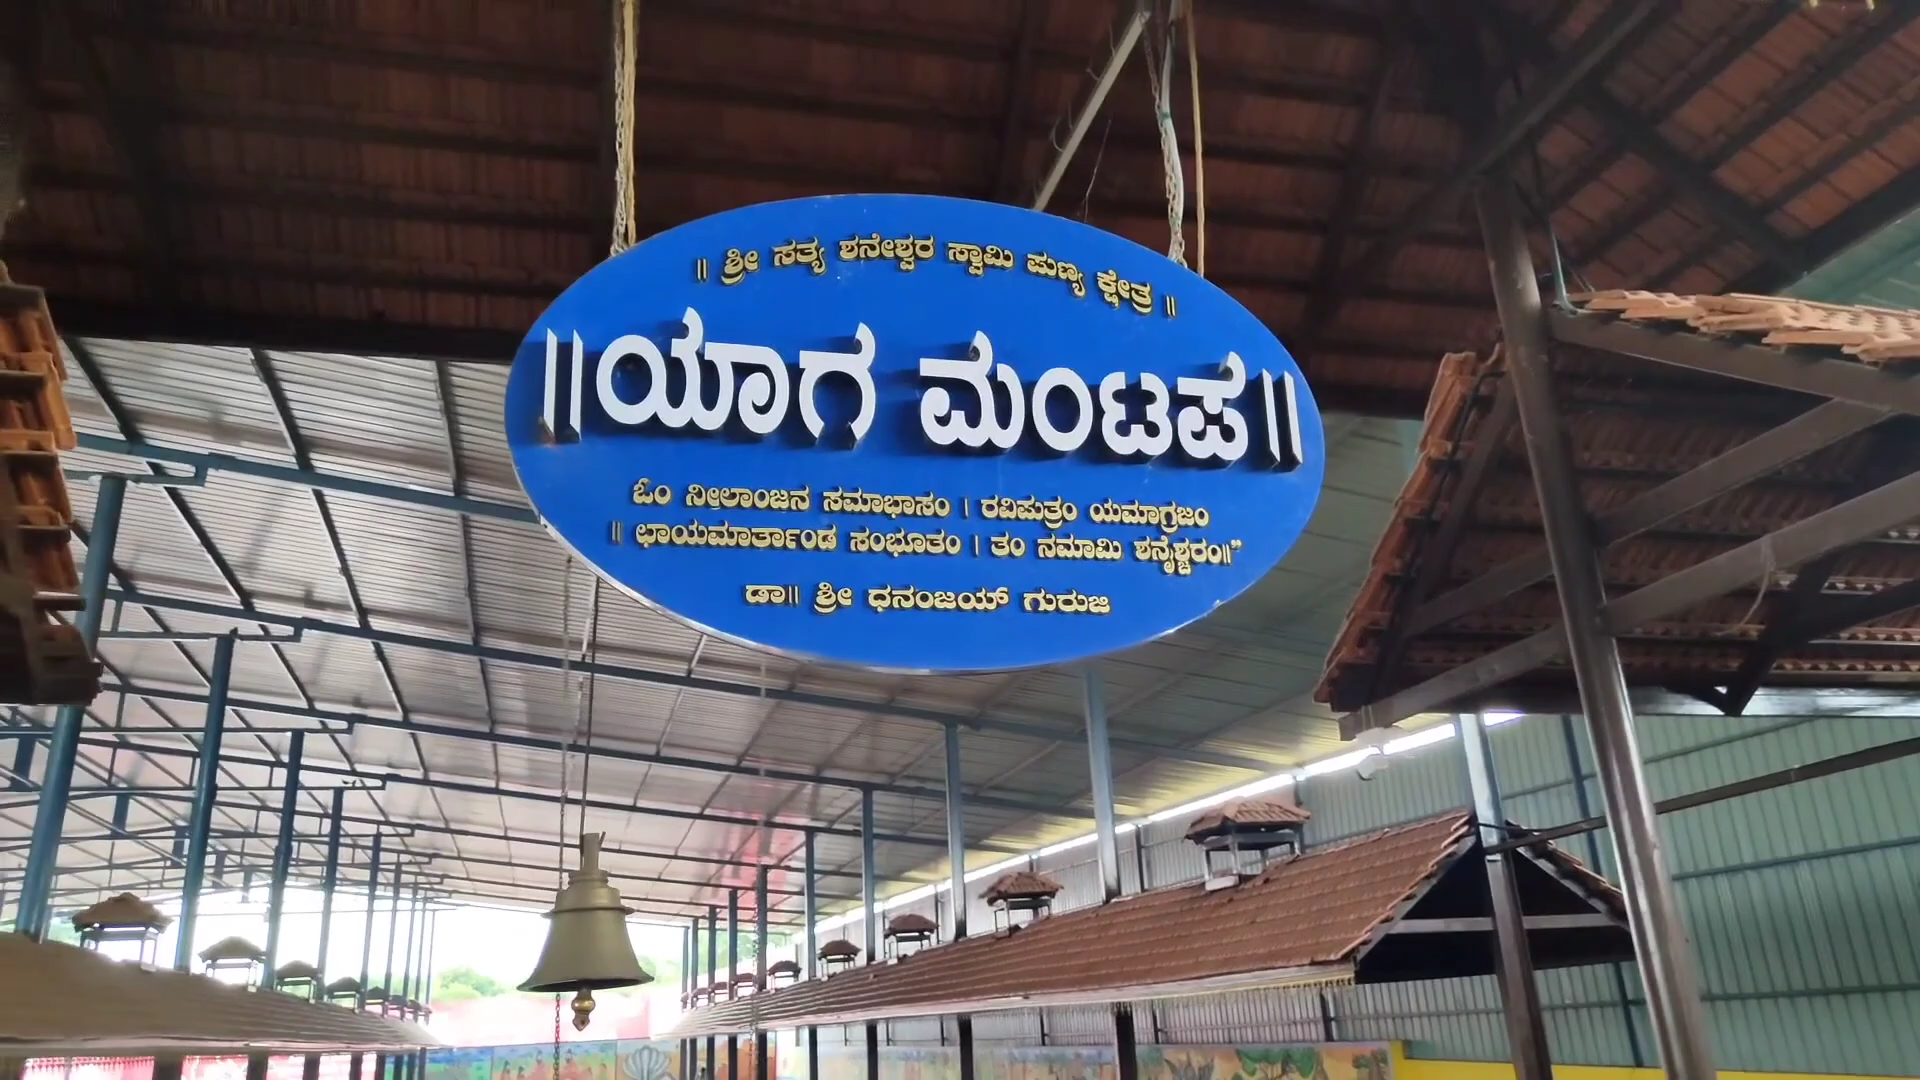 ॥ ಶ್ರೀ ಸತ್ಯ ಶನೇಶ್ವರ ಸ್ವಾಮಿ ಪುಣ್ಯ ಕ್ಷೇತ್ರ ॥
॥ಯಾಗ ಮಂಟಪ॥
ಓಂ ನೀಲಾಂಜನ ಸಮಾಭಾಸಂ । ರವಿಪುತ್ರಂ ಯಮಾಗ್ರಜಂ
॥ ಛಾಯಮಾರ್ತಾಂಡ ಸಂಭೂತಂ । ತಂ ನಮಾಮಿ ಶನೈಶ್ಚರಂ॥”
ಡಾ॥ ಶ್ರೀ ಧನಂಜಯ್ ಗುರುಜಿ